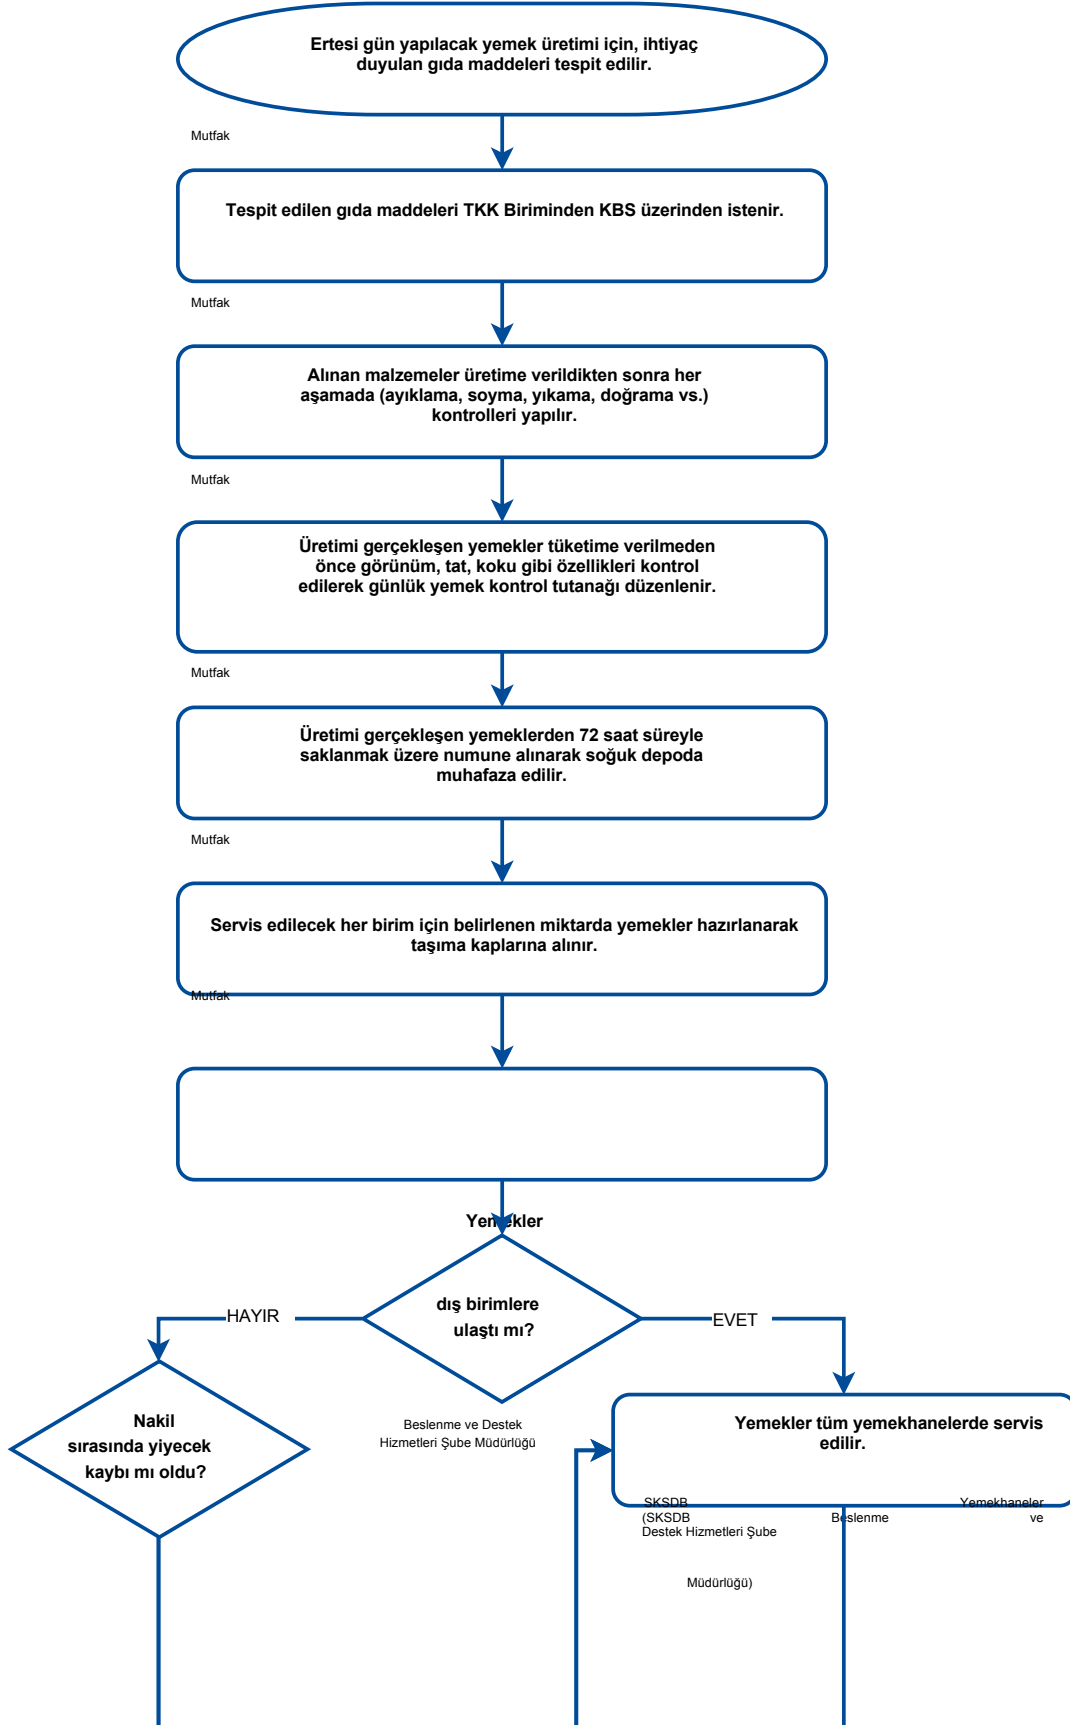 Ertesi gün yapılacak yemek üretimi için, ihtiyaç
duyulan gıda maddeleri tespit edilir.
Mutfak
Tespit edilen gıda maddeleri TKK Biriminden KBS üzerinden istenir.
Mutfak
Alınan malzemeler üretime verildikten sonra her
aşamada (ayıklama, soyma, yıkama, doğrama vs.)
kontrolleri yapılır.
Mutfak
Üretimi gerçekleşen yemekler tüketime verilmeden
önce görünüm, tat, koku gibi özellikleri kontrol
edilerek günlük yemek kontrol tutanağı düzenlenir.
Mutfak
Üretimi gerçekleşen yemeklerden 72 saat süreyle
saklanmak üzere numune alınarak soğuk depoda
muhafaza edilir.
Mutfak
Servis edilecek her birim için belirlenen miktarda yemekler hazırlanarak
taşıma kaplarına alınır.
Mutfak
Yemekler
dış birimlere
ulaştı mı?
HAYIR
EVET
Nakil
sırasında yiyecek
kaybı mı oldu?
Beslenme ve Destek
Hizmetleri Şube Müdürlüğü
Yemekler tüm yemekhanelerde servis
edilir.
SKSDB Yemekhaneler
(SKSDB Beslenme ve
Destek Hizmetleri Şube
Müdürlüğü)